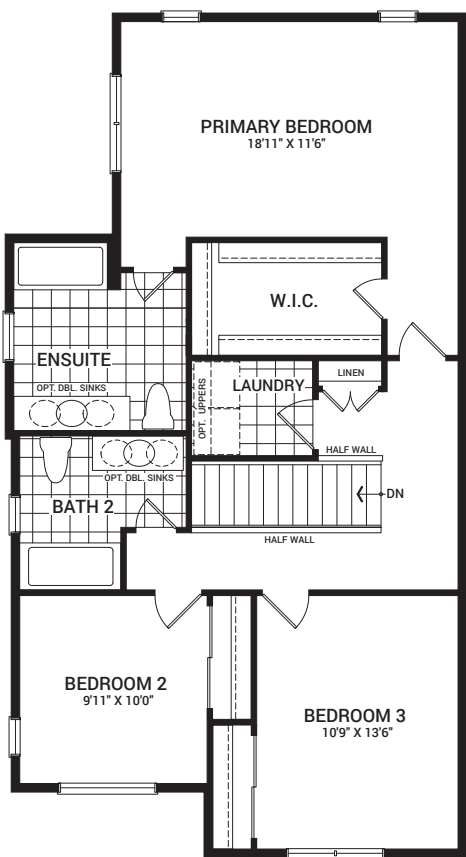 PRIMARY BEDROOM
18'11" X 11'6"
W.I.C.
ENSUITE
OPT. DBL. SINKS
OPT. UPPERS
LAUNDRY
LINEN
HALF WALL
OPT. DBL. SINKS
BATH 2
DN
HALF WALL
BEDROOM 2
9'11" X 10'0"
BEDROOM 3
10'9" X 13'6"